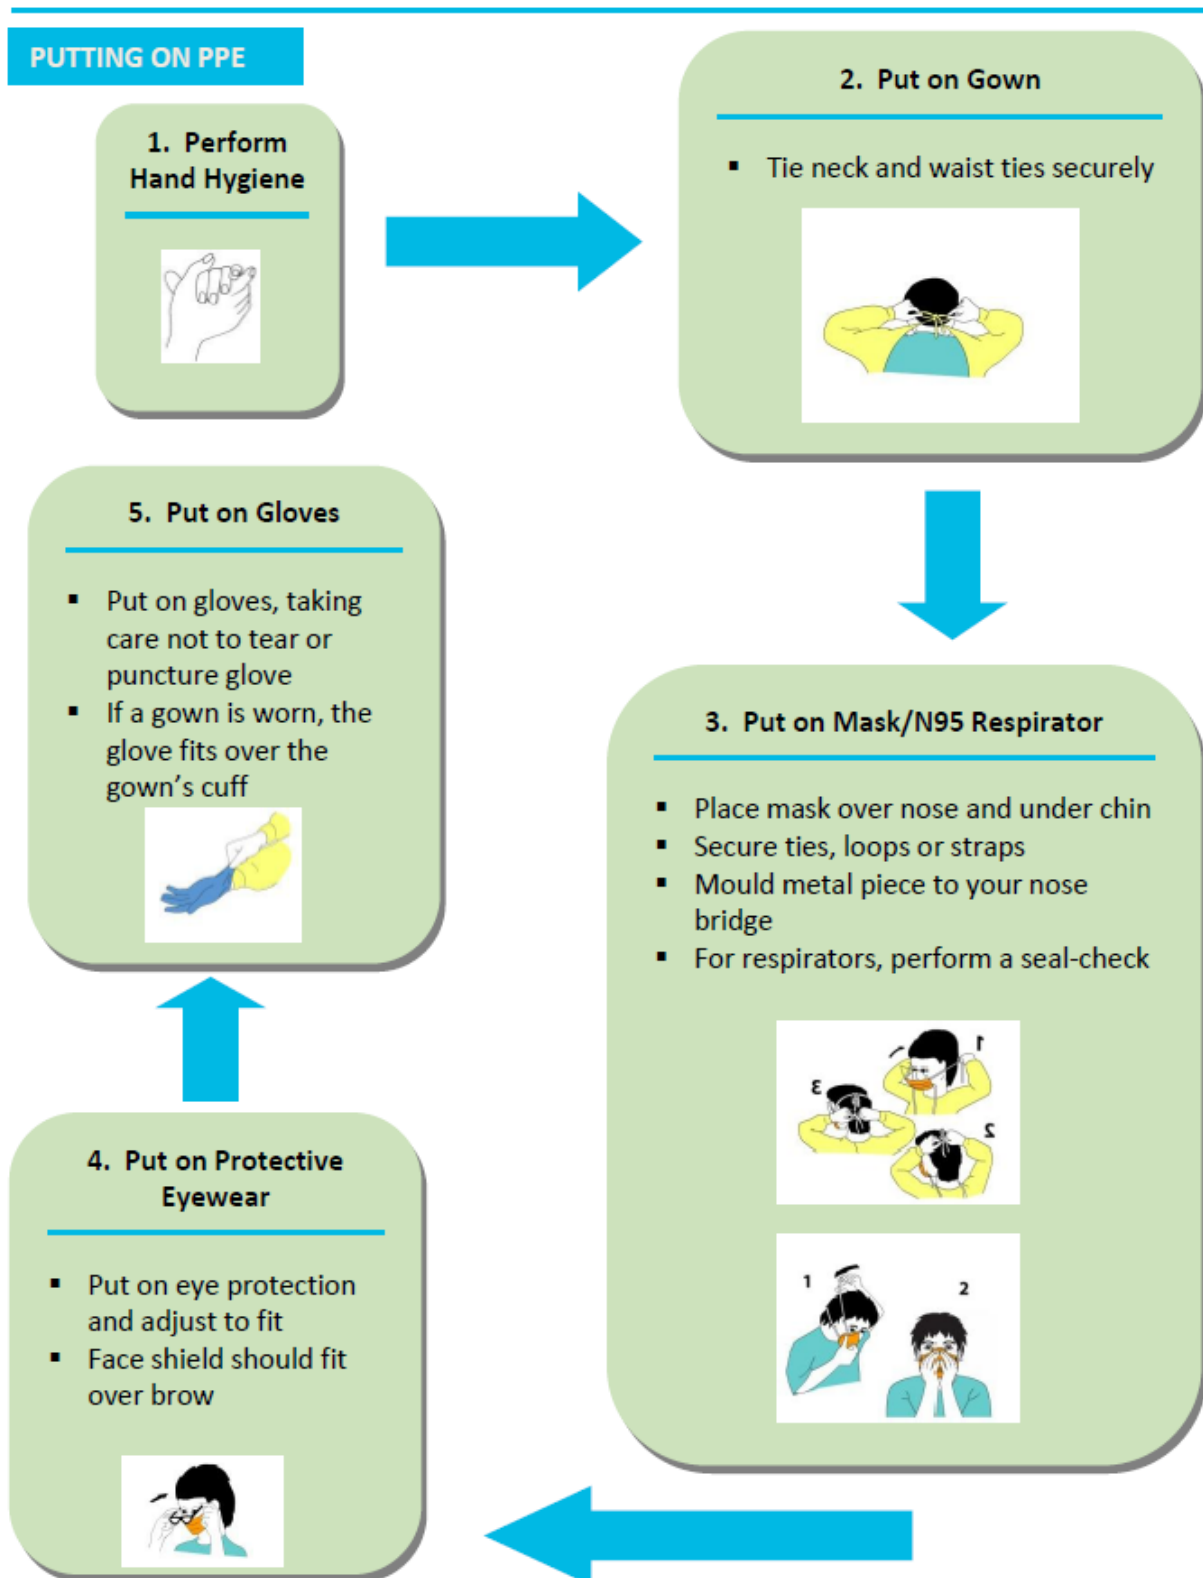 PUTTING ON PPE
1. Perform
Hand Hygiene
2. Put on Gown
▪ Tie neck and waist ties securely
3. Put on Mask/N95 Respirator
▪ Place mask over nose and under chin
▪ Secure ties, loops or straps
▪ Mould metal piece to your nose
bridge
▪ For respirators, perform a seal-check
1
3
2
1
2
4. Put on Protective
Eyewear
▪ Put on eye protection
and adjust to fit
▪ Face shield should fit
over brow
5. Put on Gloves
▪ Put on gloves, taking
care not to tear or
puncture glove
▪ If a gown is worn, the
glove fits over the
gown’s cuff